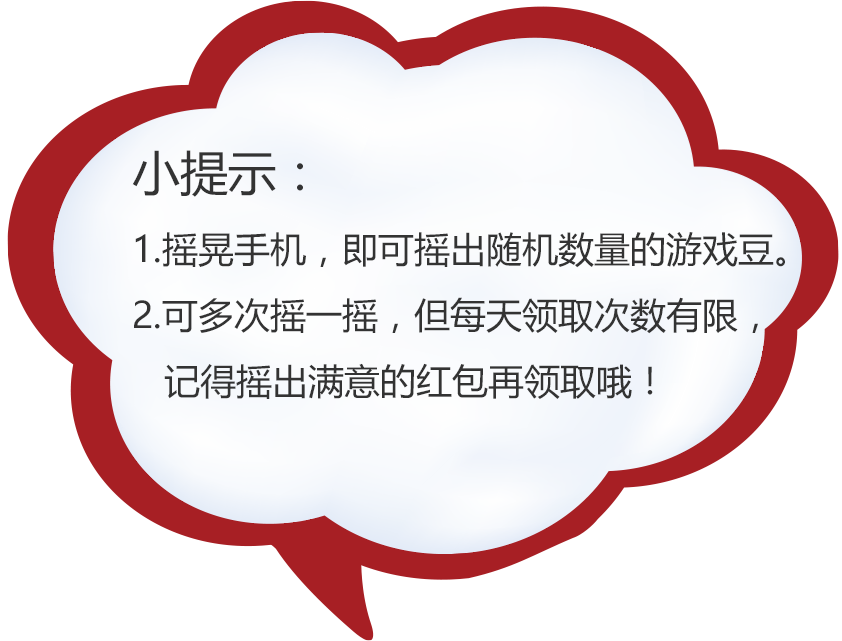 小提示：
1.摇晃手机，即可摇出随机数量的游戏豆。
2.可多次摇一摇，但每天领取次数有限，
记得摇出满意的红包再领取哦！